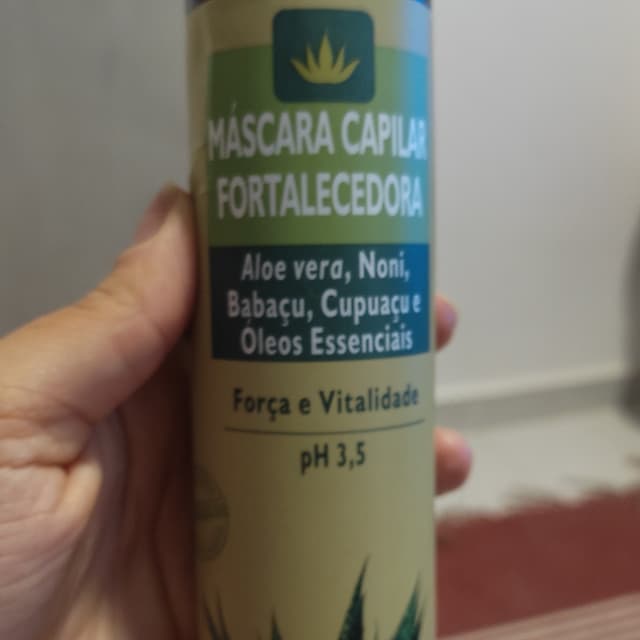 MÁSCARA CAPILAR
FORTALECEDORA
Aloe vera, Noni,
Babaçu, Cupuaçu e
Óleos Essenciais
Força e Vitalidade
pH 3,5